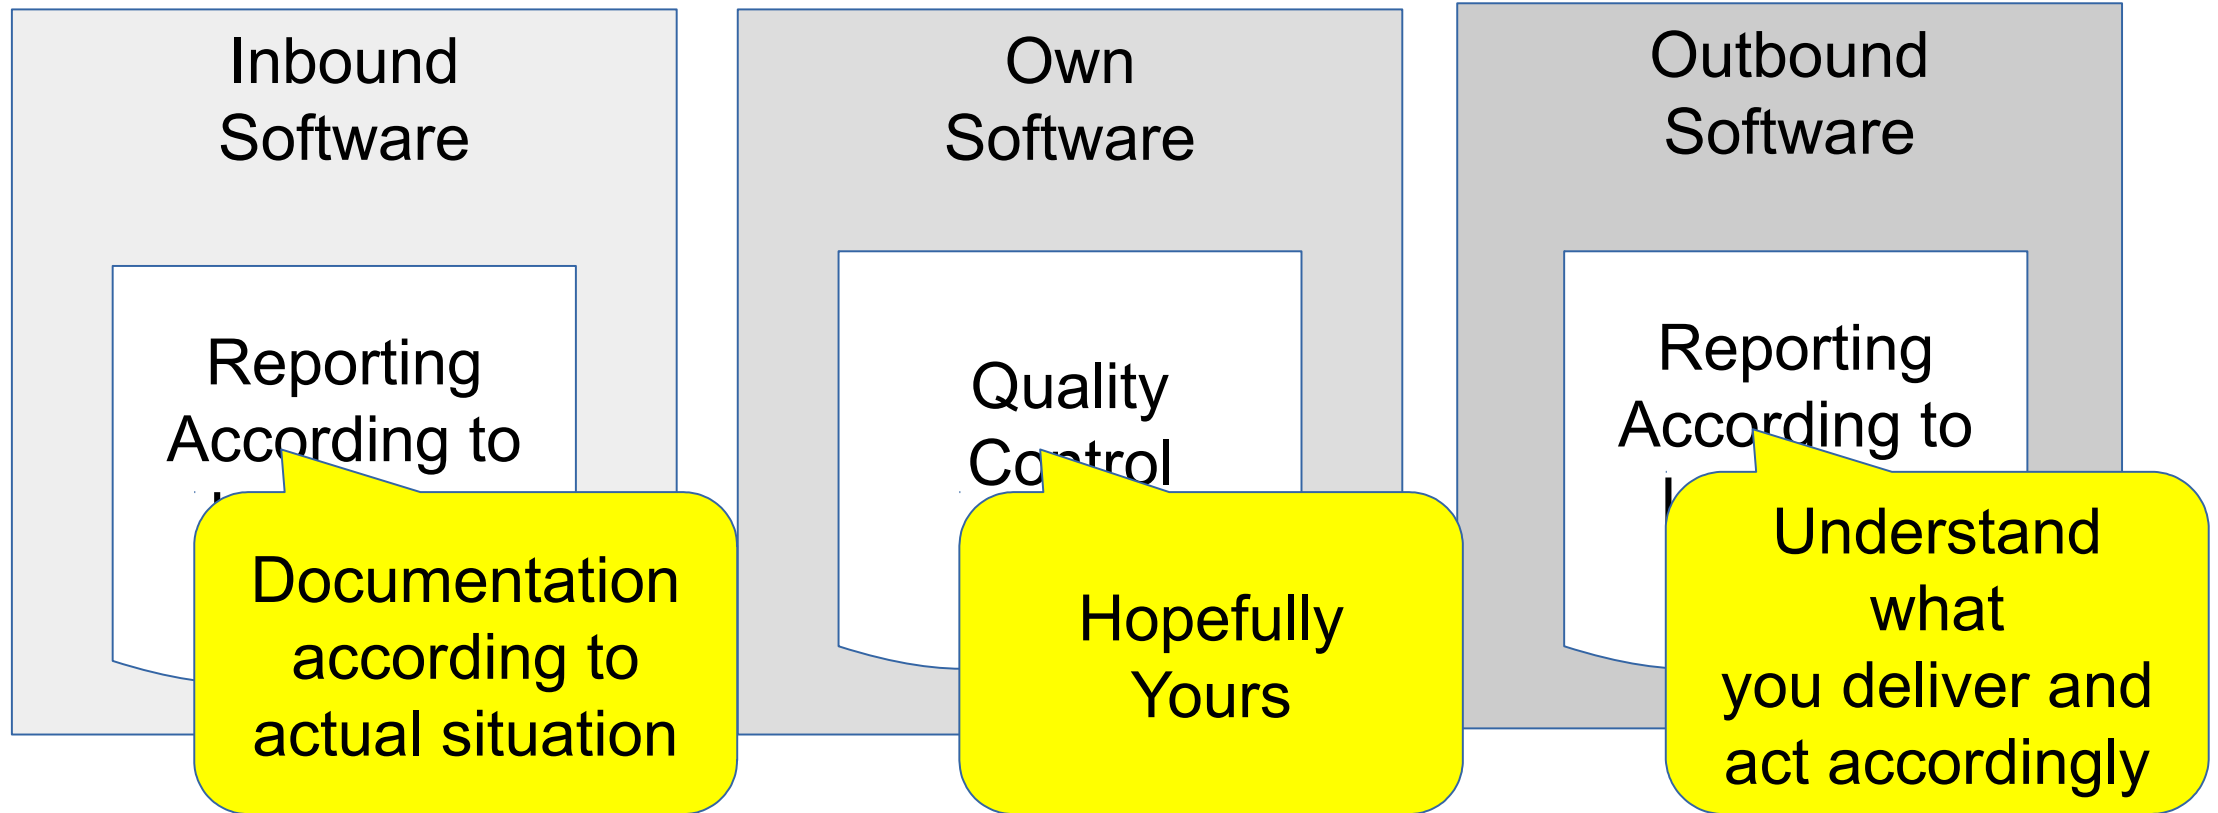 Inbound
Software
Reporting
According to
Documentation
according to
actual situation
Own
Software
Quality
Control
Hopefully
Yours
Outbound
Software
Reporting
According to
Understand
what
you deliver and
act accordingly